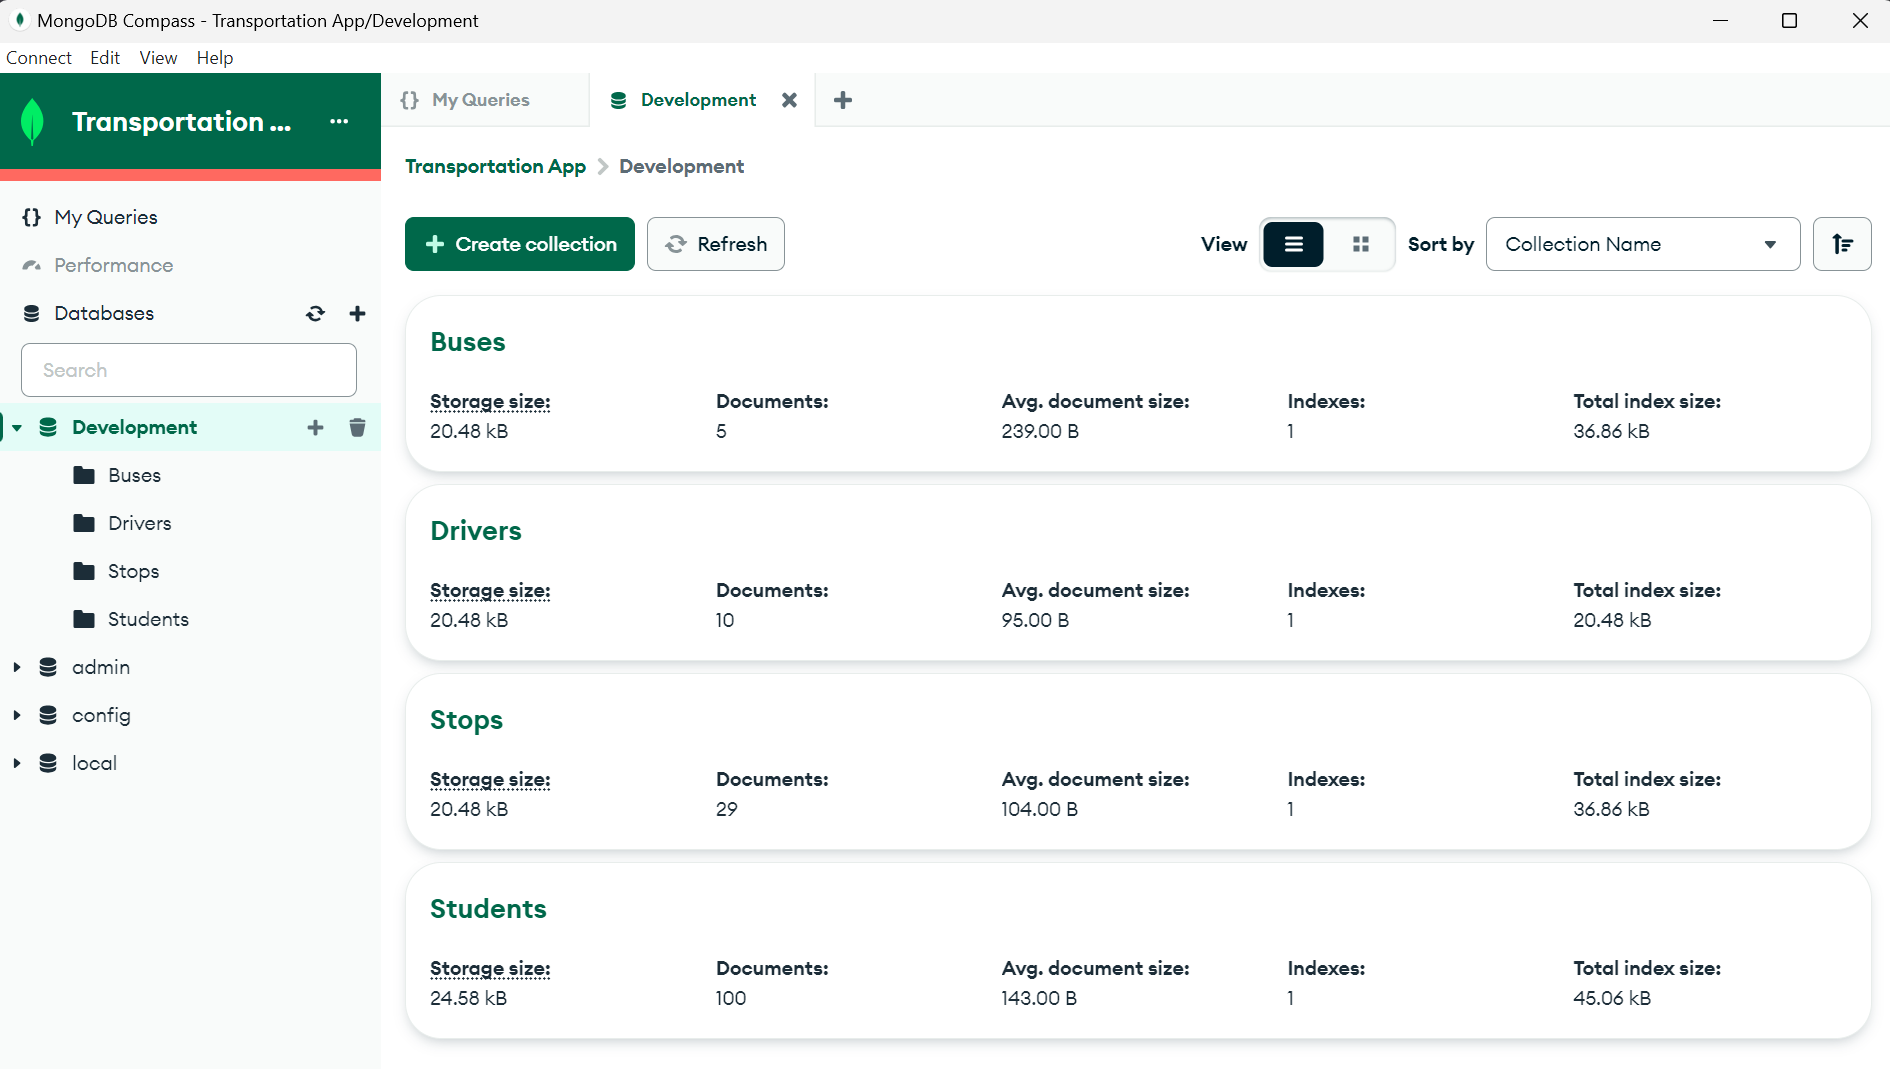 MongoDB Compass - Transportation App/Development
Connect Edit View Help
Transportation ...
My Queries
Performance
Databases
Search
Development
Buses
Drivers
Stops
Students
admin
config
local
My Queries Development
Transportation App Development
Create collection Refresh View Sort by Collection Name
Buses
Storage size: Documents: Avg. document size: Indexes: Total index size:
20.48 kB 5 239.00 B 1 36.86 kB
Drivers
Storage size: Documents: Avg. document size: Indexes: Total index size:
20.48 kB 10 95.00 B 1 20.48 kB
Stops
Storage size: Documents: Avg. document size: Indexes: Total index size:
20.48 kB 29 104.00 B 1 36.86 kB
Students
Storage size: Documents: Avg. document size: Indexes: Total index size:
24.58 kB 100 143.00 B 1 45.06 kB